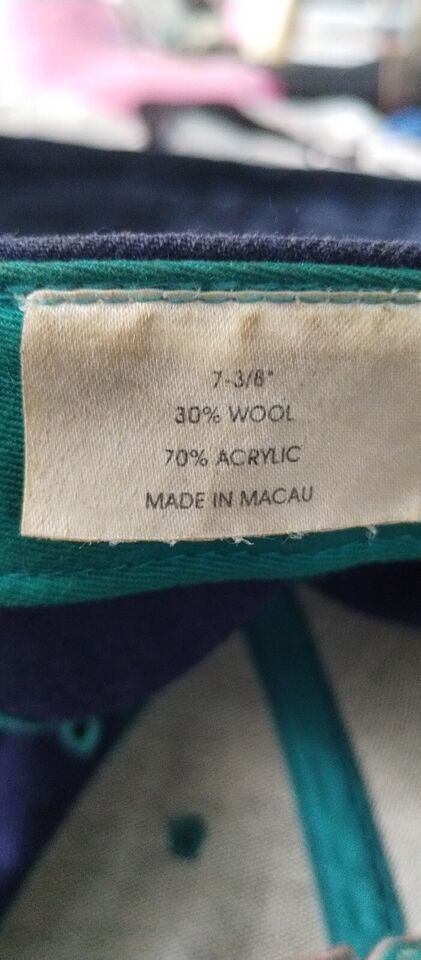 7-3/8"
30% WOOL
70% ACRYLIC
MADE IN MACAU